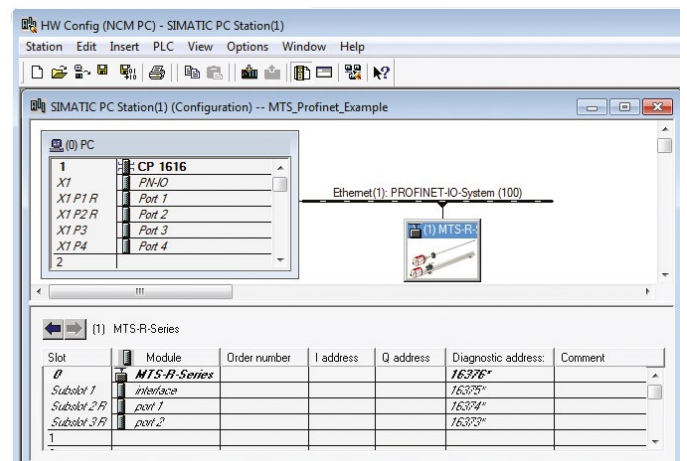 HW Config (NCM PC) - SIMATIC PC Station(1)
Station Edit Insert PLC View Options Window Help
SIMATIC PC Station(1) (Configuration) -- MTS_Profinet_Example
(0) PC
1 CP 1616
X1 PN-IO
X1 P1 R Port 1
X1 P2 R Port 2
X1 P3 Port 3
X1 P4 Port 4
2
Ethernet(1): PROFINET-IO-System (100)
(1) MTS-R-S
(1) MTS-R-Series
Slot Module Order number I address Q address Diagnostic address: Comment
0 MTS-R-Series 16376*
Subslot 1 interface 16375*
Subslot 2 R port 1 16374*
Subslot 3 R port 2 16373*
1